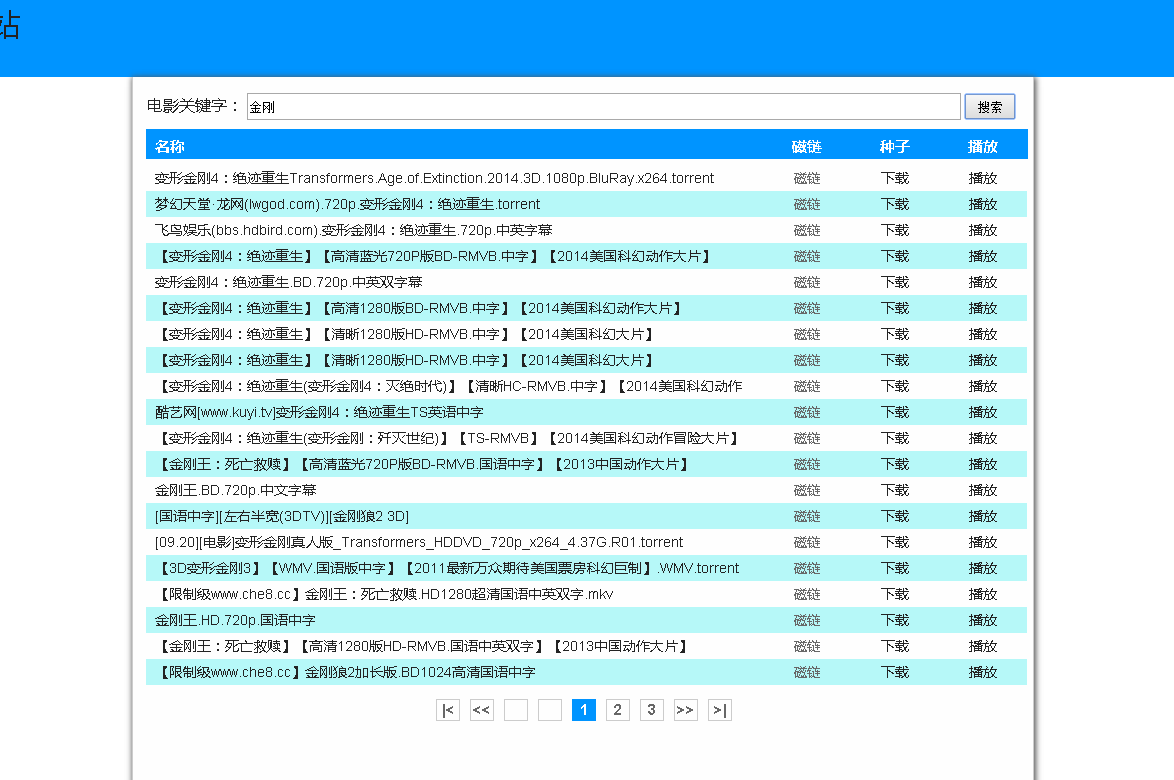 站
电影关键字： 金刚 搜索
名称 磁链 种子 播放
变形金刚4：绝迹重生Transformers.Age.of.Extinction.2014.3D.1080p.BluRay.x264.torrent 磁链 下载 播放
梦幻天堂·龙网(lwgod.com).720p.变形金刚4：绝迹重生.torrent 磁链 下载 播放
飞鸟娱乐(bbs.hdbird.com).变形金刚4：绝迹重生.720p.中英字幕 磁链 下载 播放
【变形金刚4：绝迹重生】【高清蓝光720P版BD-RMVB.中字】【2014美国科幻动作大片】 磁链 下载 播放
变形金刚4：绝迹重生.BD.720p.中英双字幕 磁链 下载 播放
【变形金刚4：绝迹重生】【高清1280版BD-RMVB.中字】【2014美国科幻动作大片】 磁链 下载 播放
【变形金刚4：绝迹重生】【清晰1280版HD-RMVB.中字】【2014美国科幻大片】 磁链 下载 播放
【变形金刚4：绝迹重生】【清晰1280版HD-RMVB.中字】【2014美国科幻大片】 磁链 下载 播放
【变形金刚4：绝迹重生(变形金刚4：灭绝时代)】【清晰HC-RMVB.中字】【2014美国科幻动作 磁链 下载 播放
酷艺网[www.kuyi.tv]变形金刚4：绝迹重生TS英语中字 磁链 下载 播放
【变形金刚4：绝迹重生(变形金刚：歼灭世纪)】【TS-RMVB】【2014美国科幻动作冒险大片】 磁链 下载 播放
【金刚王：死亡救赎】【高清蓝光720P版BD-RMVB.国语中字】【2013中国动作大片】 磁链 下载 播放
金刚王.BD.720p.中文字幕 磁链 下载 播放
[国语中字][左右半宽(3DTV)][金刚狼2 3D] 磁链 下载 播放
[09.20][电影]变形金刚真人版_Transformers_HDDVD_720p_x264_4.37G.R01.torrent 磁链 下载 播放
【3D变形金刚3】【WMV.国语版中字】【2011最新万众期待美国票房科幻巨制】.WMV.torrent 磁链 下载 播放
【限制级www.che8.cc】金刚王：死亡救赎.HD1280超清国语中英双字.mkv 磁链 下载 播放
金刚王.HD.720p.国语中字 磁链 下载 播放
【金刚王：死亡救赎】【高清1280版HD-RMVB.国语中英双字】【2013中国动作大片】 磁链 下载 播放
【限制级www.che8.cc】金刚狼2加长版.BD1024高清国语中字 磁链 下载 播放
|< << 1 2 3 >> >|